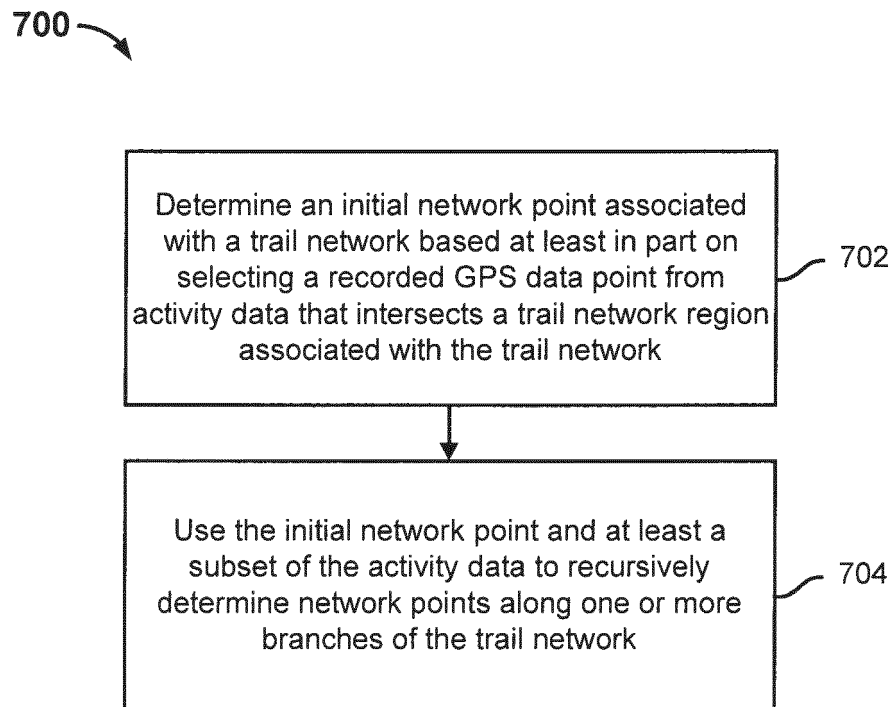 700
Determine an initial network point associated
with a trail network based at least in part on
selecting a recorded GPS data point from
activity data that intersects a trail network region
associated with the trail network
702
Use the initial network point and at least a
subset of the activity data to recursively
determine network points along one or more
branches of the trail network
704